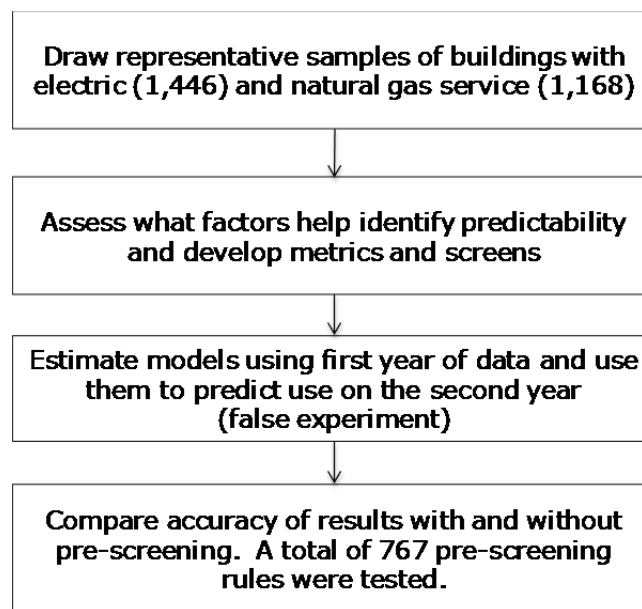 Draw representative samples of buildings with
electric (1,446) and natural gas service (1,168)
Assess what factors help identify predictability
and develop metrics and screens
Estimate models using first year of data and use
them to predict use on the second year
(false experiment)
Compare accuracy of results with and without
pre-screening.  A total of 767 pre-screening
rules were tested.